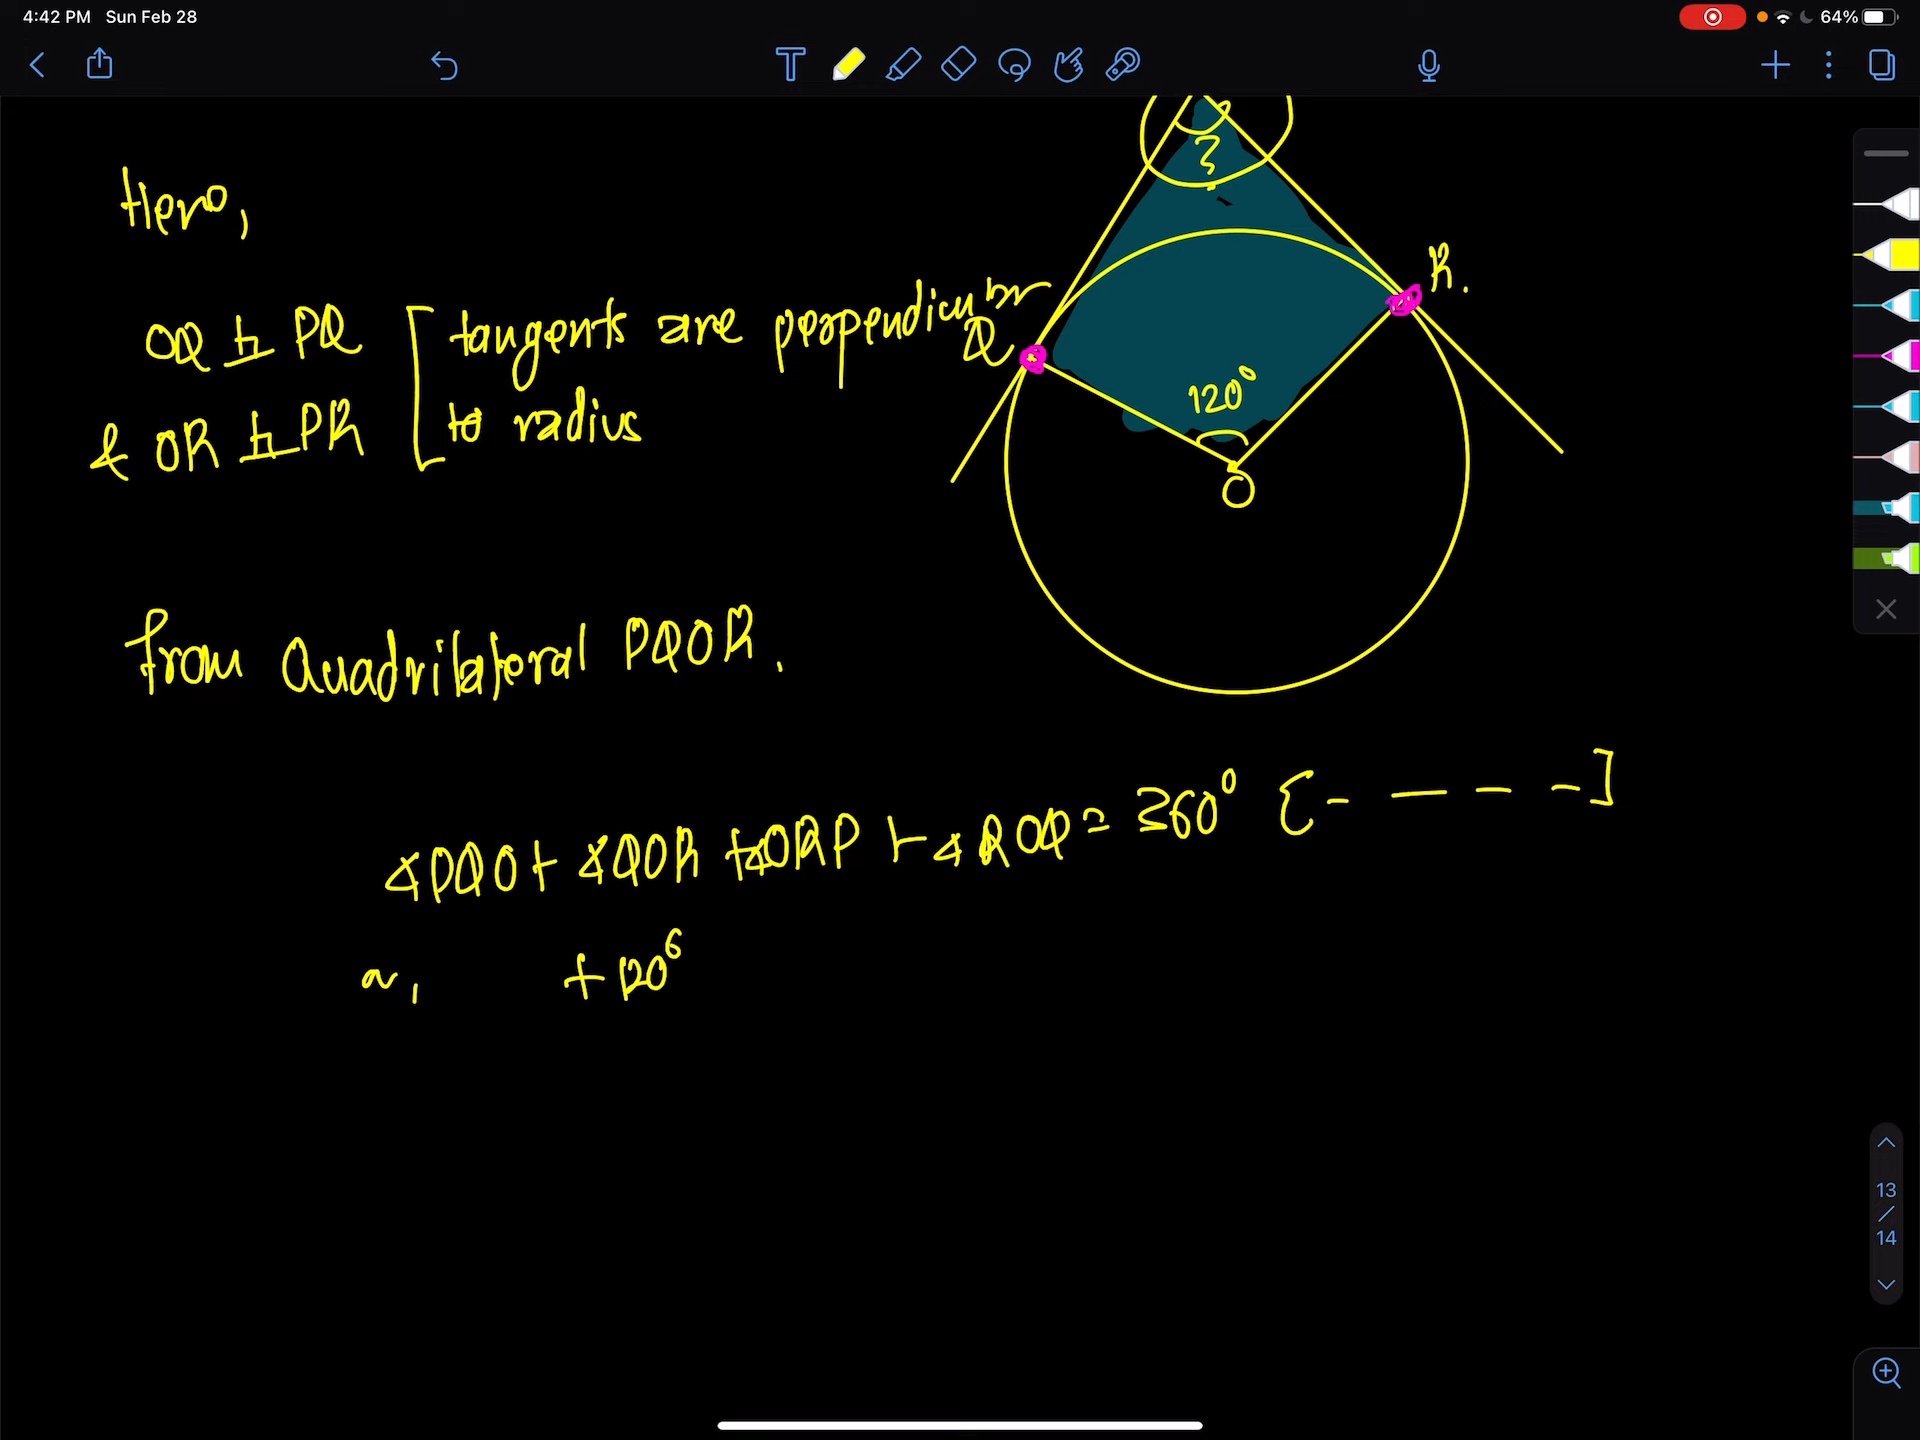 4:42 PM Sun Feb 28
64%
Here,
?
R.
OQ ⊥ PQ [ tangents are perpendicular
Q
& OR ⊥ PR [ to radius
120°
O
from Quadrilateral PQOR.
∡PQO + ∡QOR + ∡ORP + ∡ROQ = 360° [- — — -]
+ 120°
13
/
14